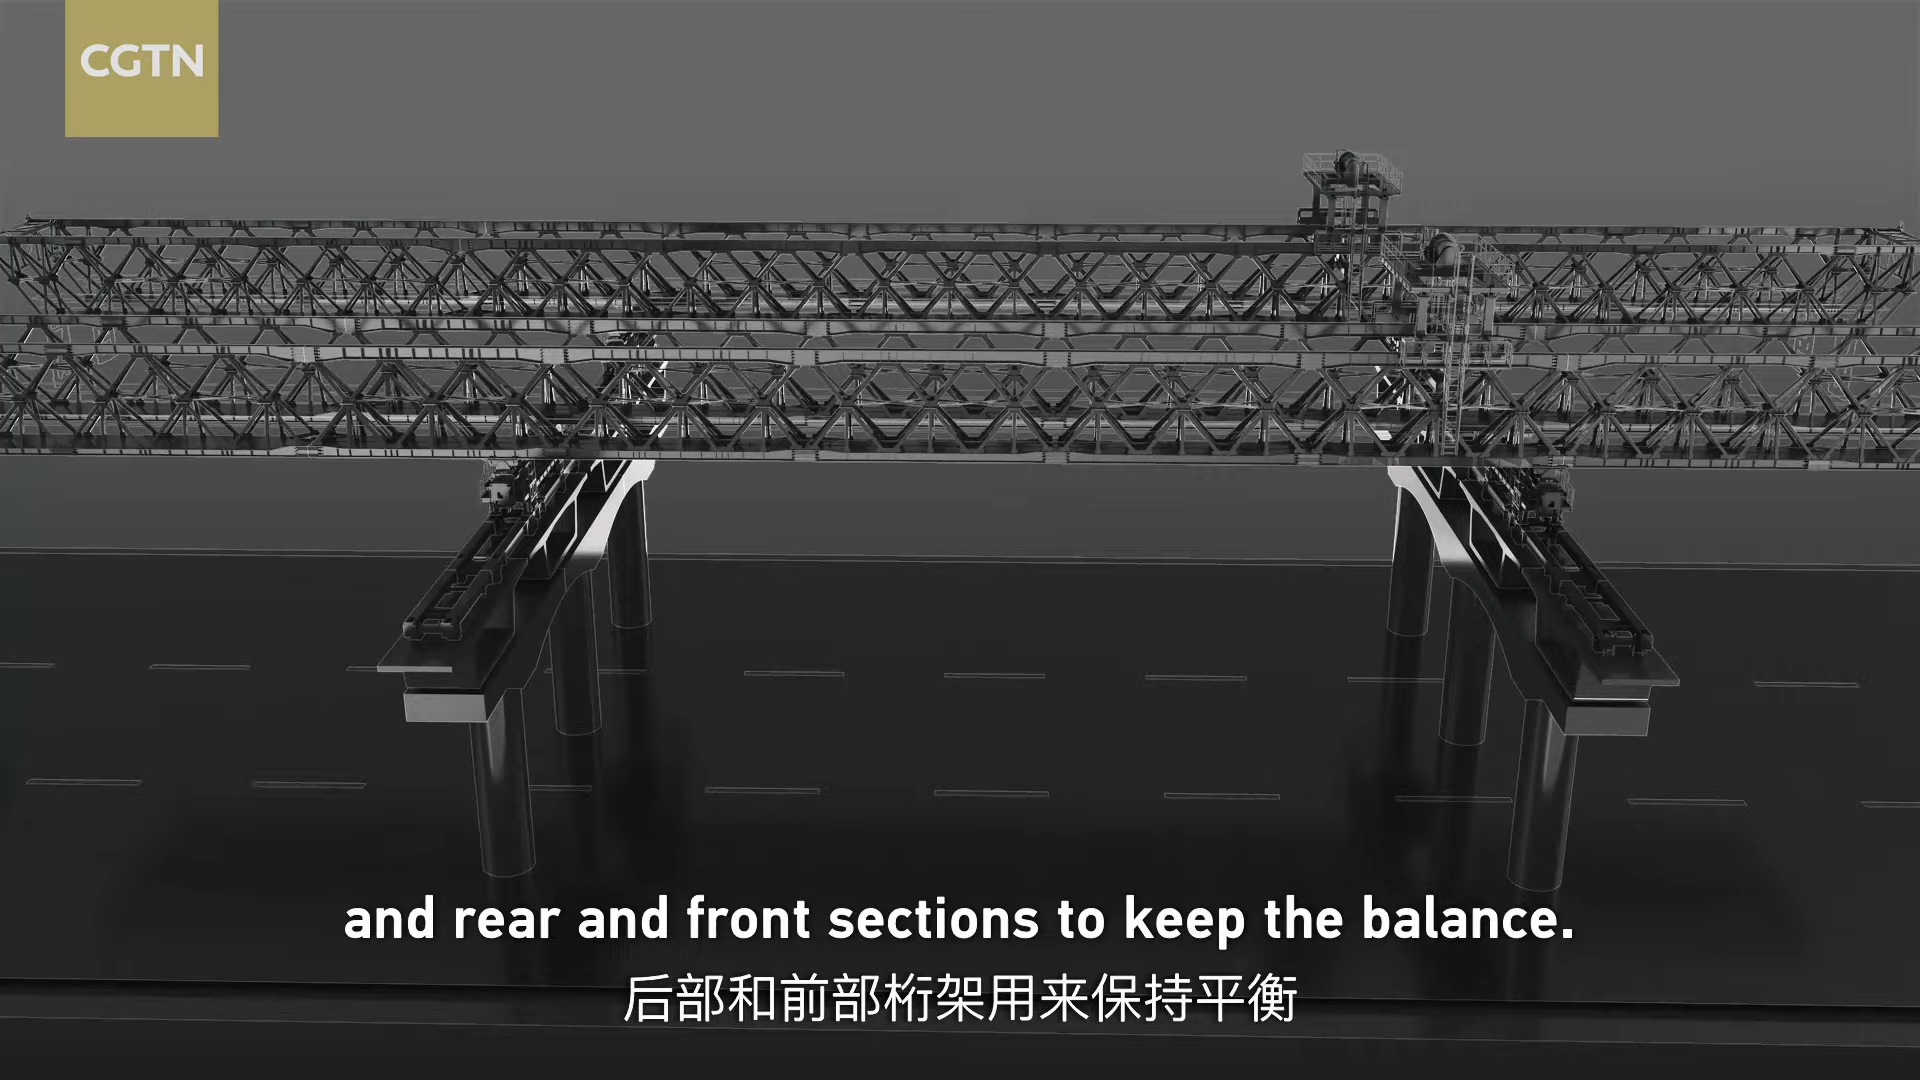 CGTN
and rear and front sections to keep the balance.
后部和前部桁架用来保持平衡